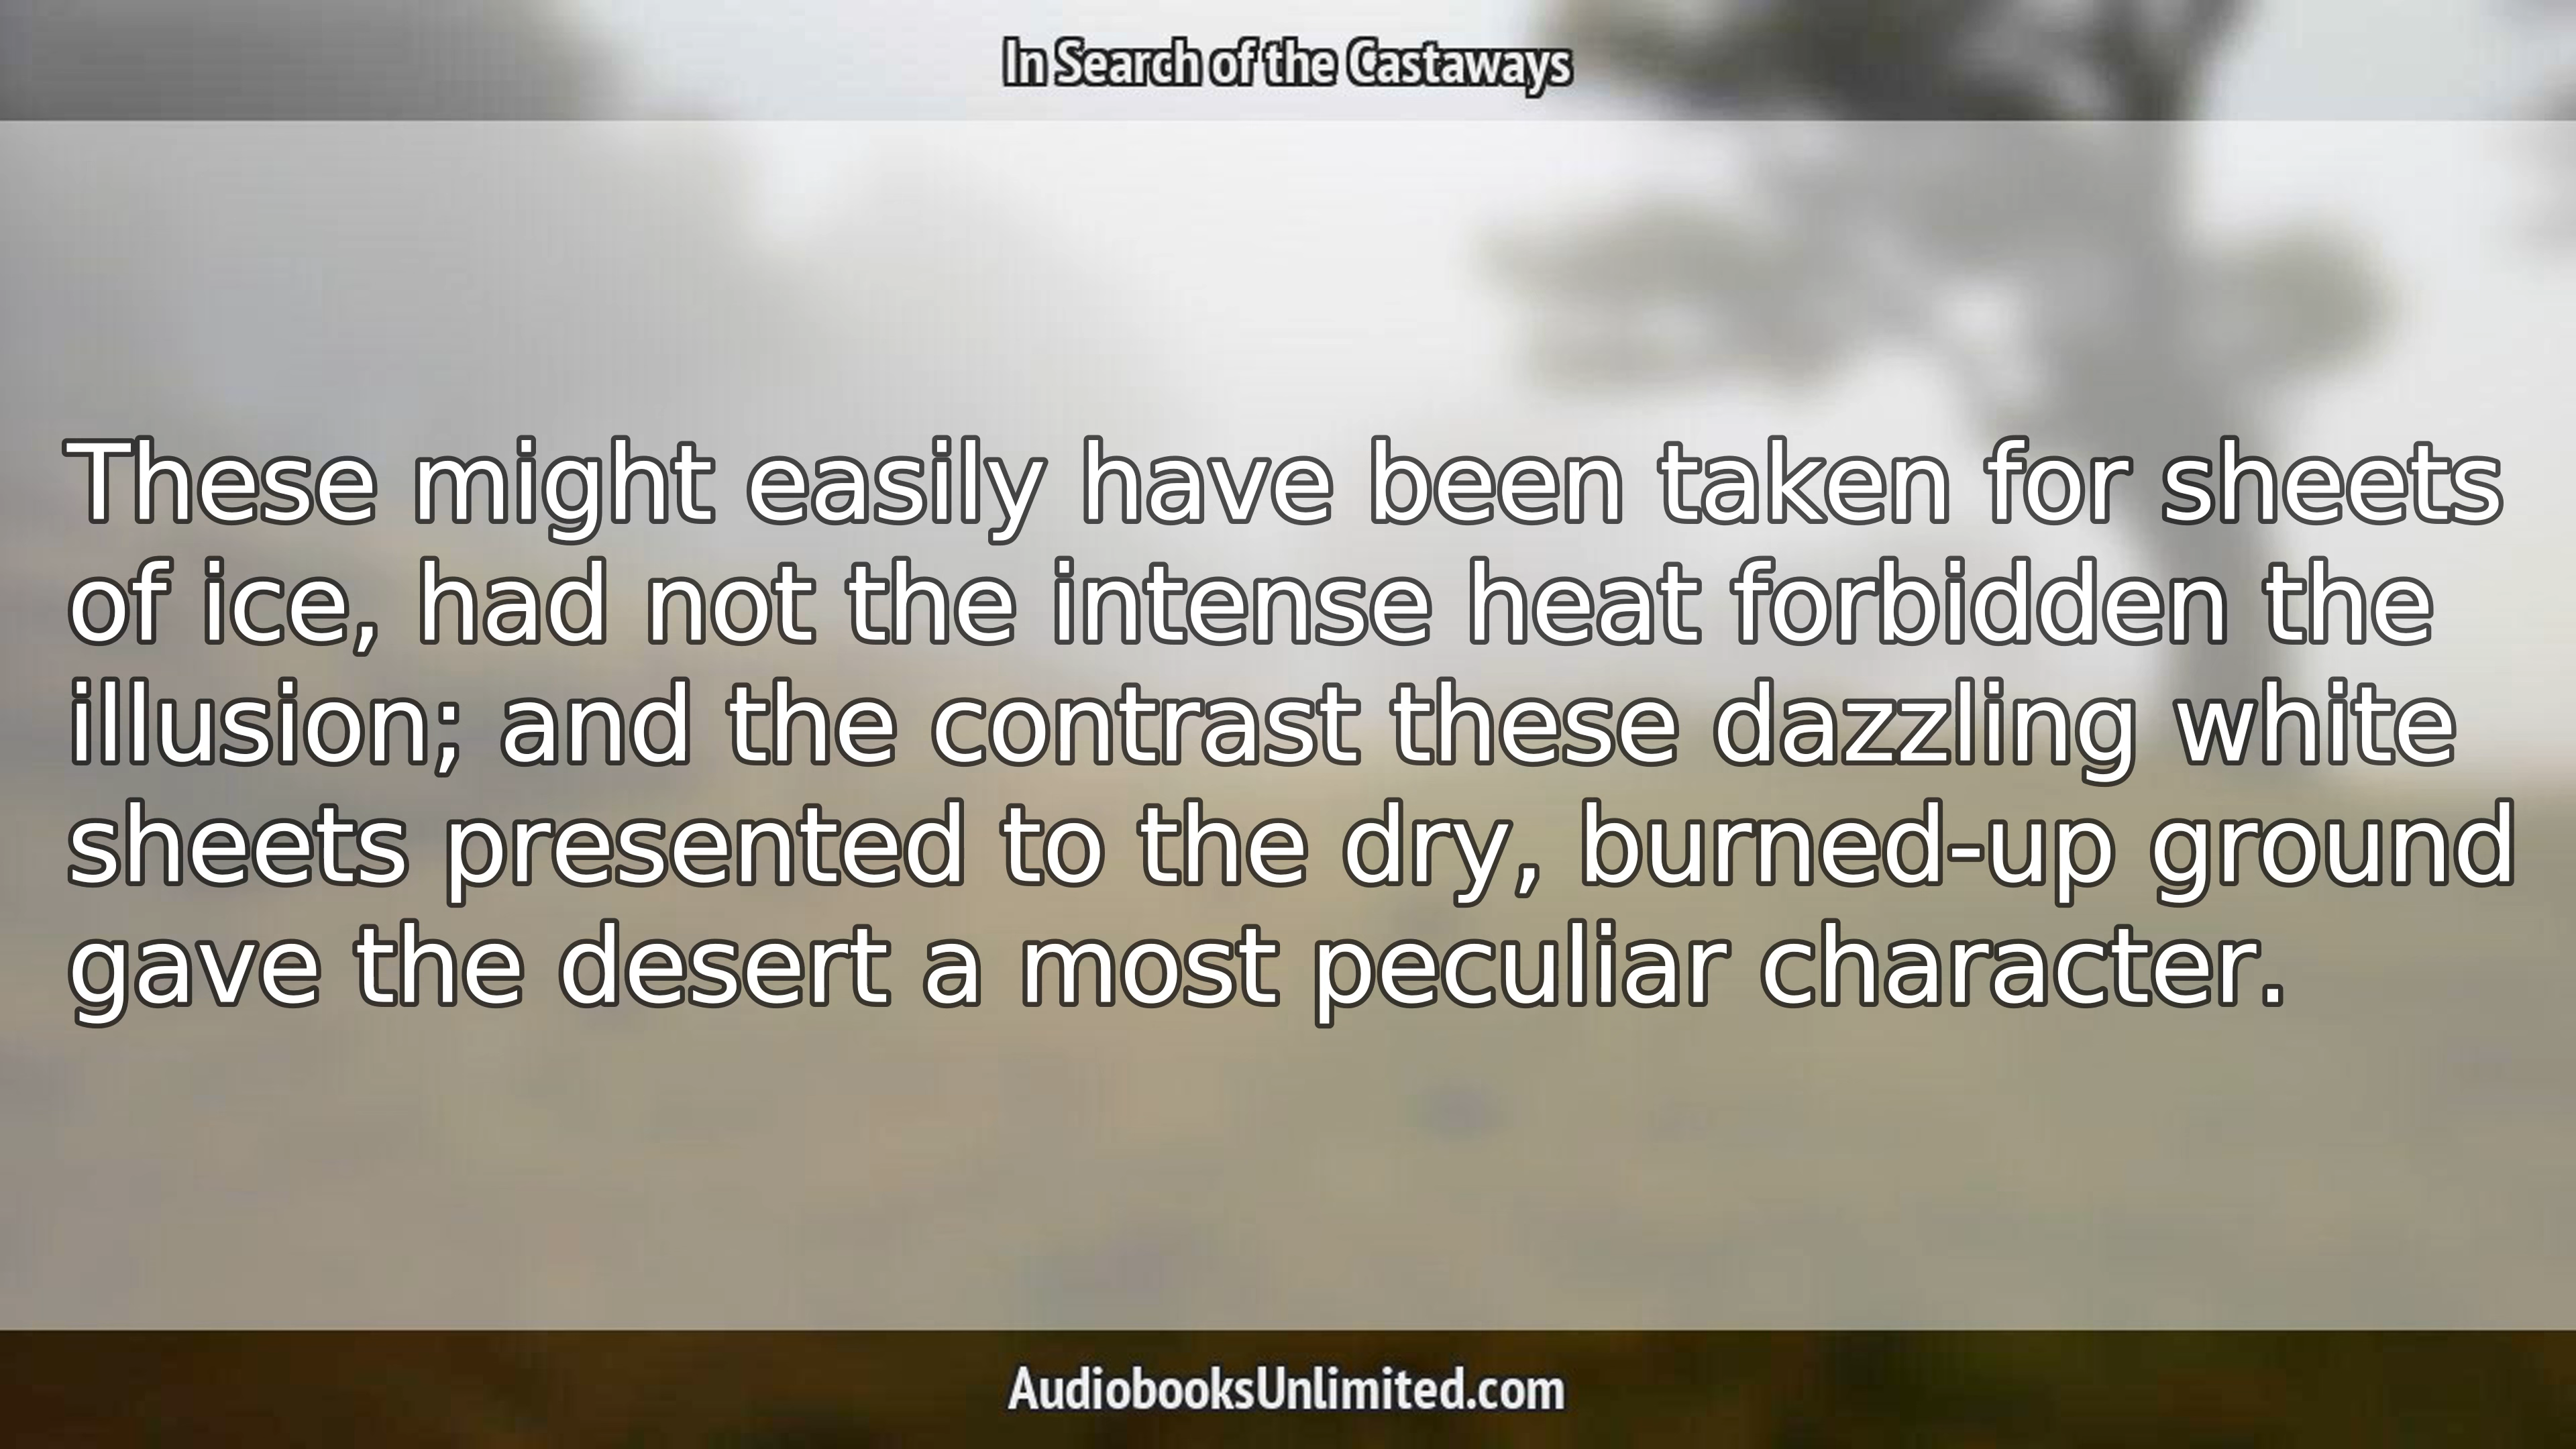 In Search of the Castaways
These might easily have been taken for sheets
of ice, had not the intense heat forbidden the
illusion; and the contrast these dazzling white
sheets presented to the dry, burned-up ground
gave the desert a most peculiar character.
AudiobooksUnlimited.com